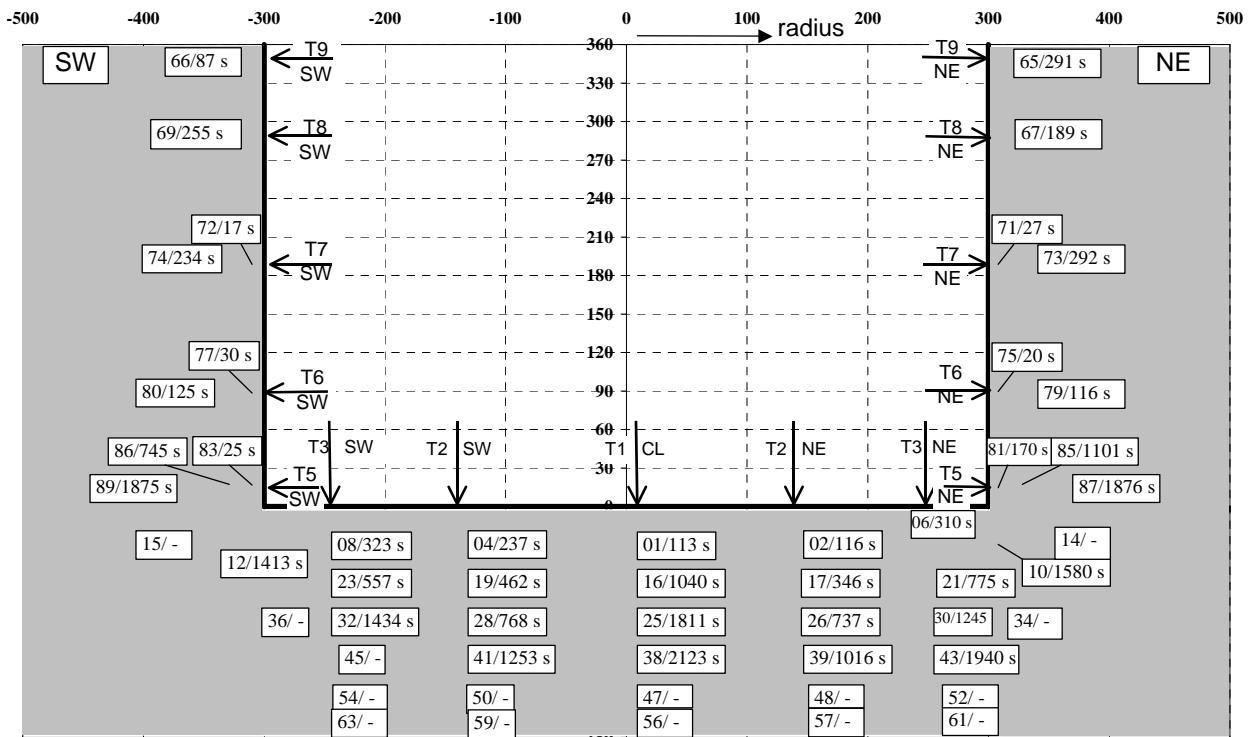 -500 -400 -300 -200 -100 0 100 200 300 400 500
radius
SW
NE
360
330
300
270
240
210
180
150
120
90
60
30
0
66/87 s
T9
SW
T9
NE
65/291 s
69/255 s
T8
SW
T8
NE
67/189 s
72/17 s
74/234 s
T7
SW
T7
NE
71/27 s
73/292 s
77/30 s
80/125 s
T6
SW
T6
NE
75/20 s
79/116 s
86/745 s
83/25 s
89/1875 s
T5
SW
T3 SW
T2 SW
T1 CL
T2 NE
T3 NE
T5
NE
81/170 s
85/1101 s
87/1876 s
06/310 s
15/ -
12/1413 s
08/323 s
04/237 s
01/113 s
02/116 s
14/ -
10/1580 s
23/557 s
19/462 s
16/1040 s
17/346 s
21/775 s
36/ -
32/1434 s
28/768 s
25/1811 s
26/737 s
30/1245
34/ -
45/ -
41/1253 s
38/2123 s
39/1016 s
43/1940 s
54/ -
50/ -
47/ -
48/ -
52/ -
63/ -
59/ -
56/ -
57/ -
61/ -